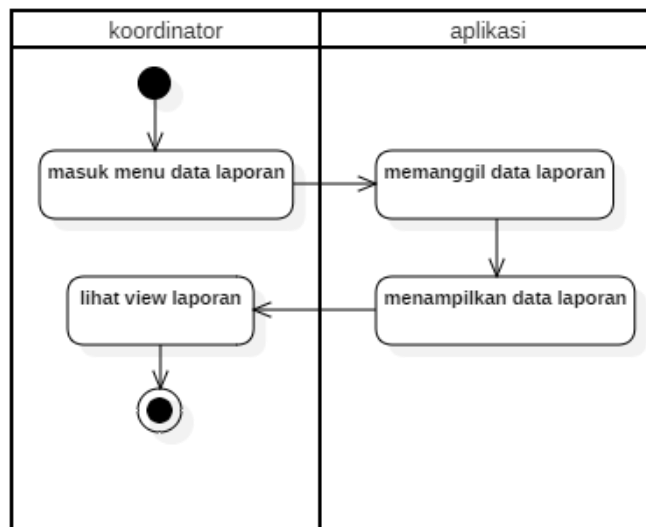 koordinator
aplikasi
masuk menu data laporan
memanggil data laporan
lihat view laporan
menampilkan data laporan